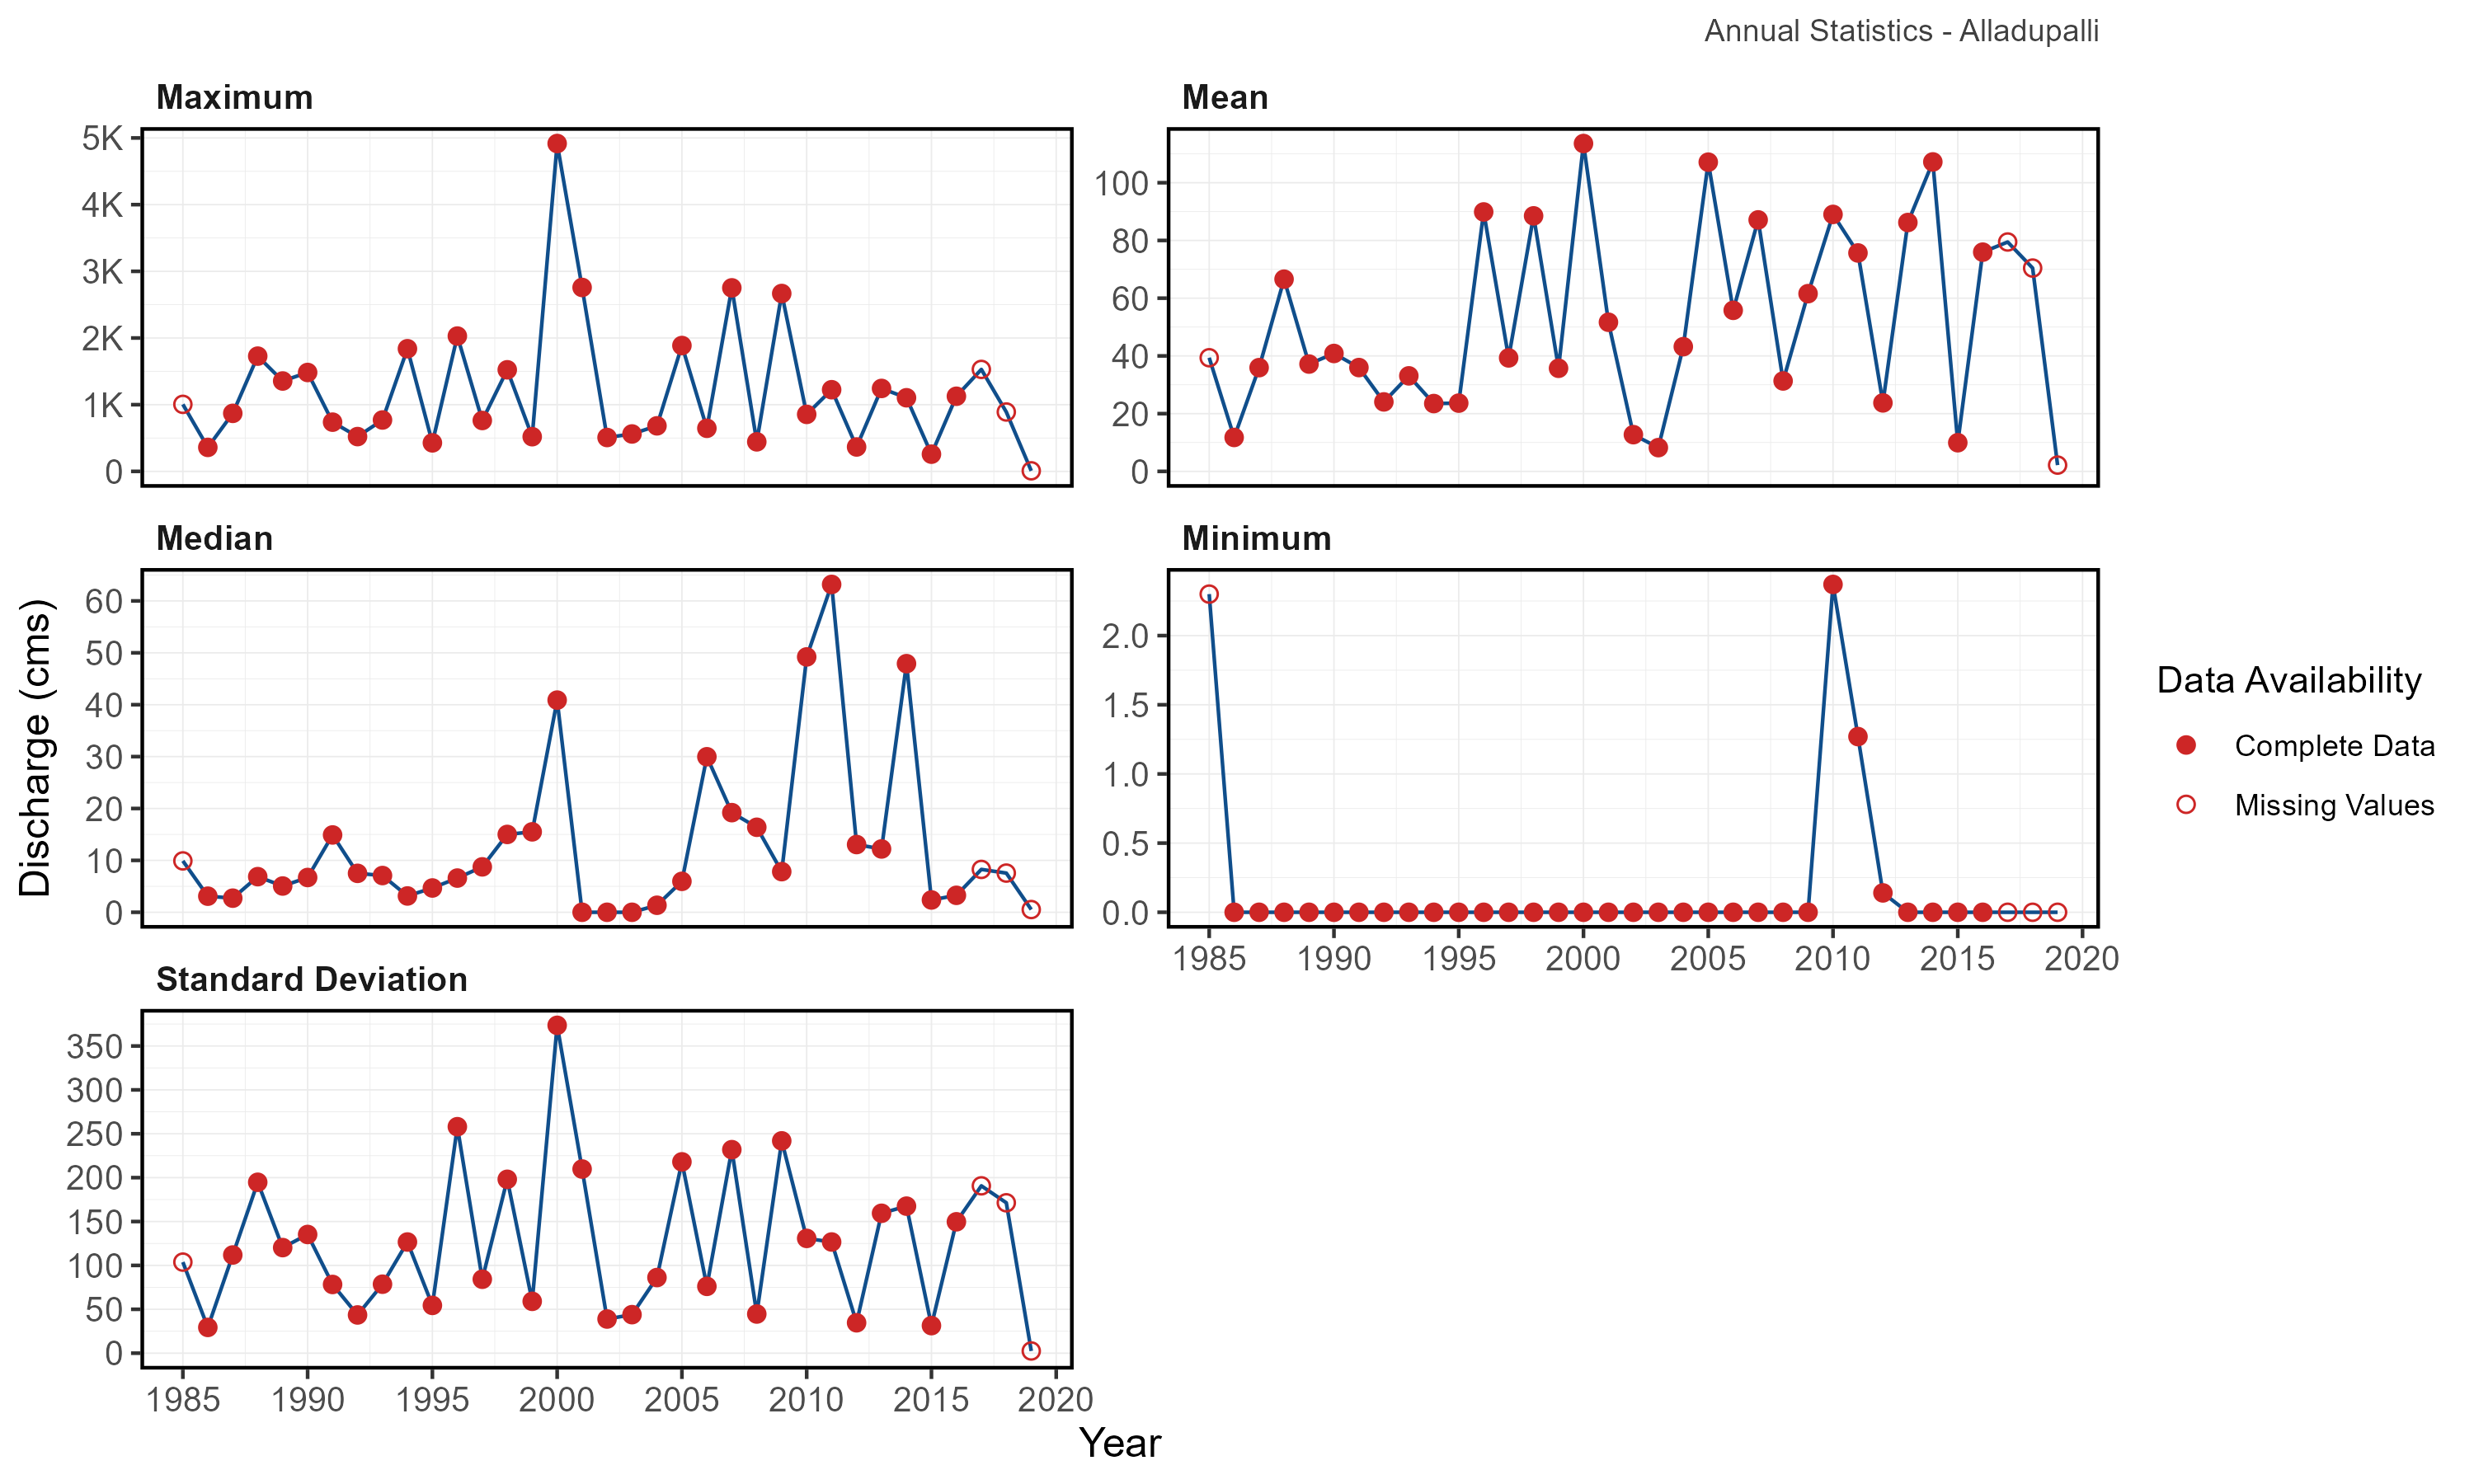 Annual Statistics - Alladupalli
Maximum
5K
4K
3K
2K
1K
0
Mean
100
80
60
40
20
0
Discharge (cms)
Median
60
50
40
30
20
10
0
Minimum
2.0
1.5
1.0
0.5
0.0
1985 1990 1995 2000 2005 2010 2015 2020
Standard Deviation
350
300
250
200
150
100
50
0
1985 1990 1995 2000 2005 2010 2015 2020
Year
Data Availability
Complete Data
Missing Values